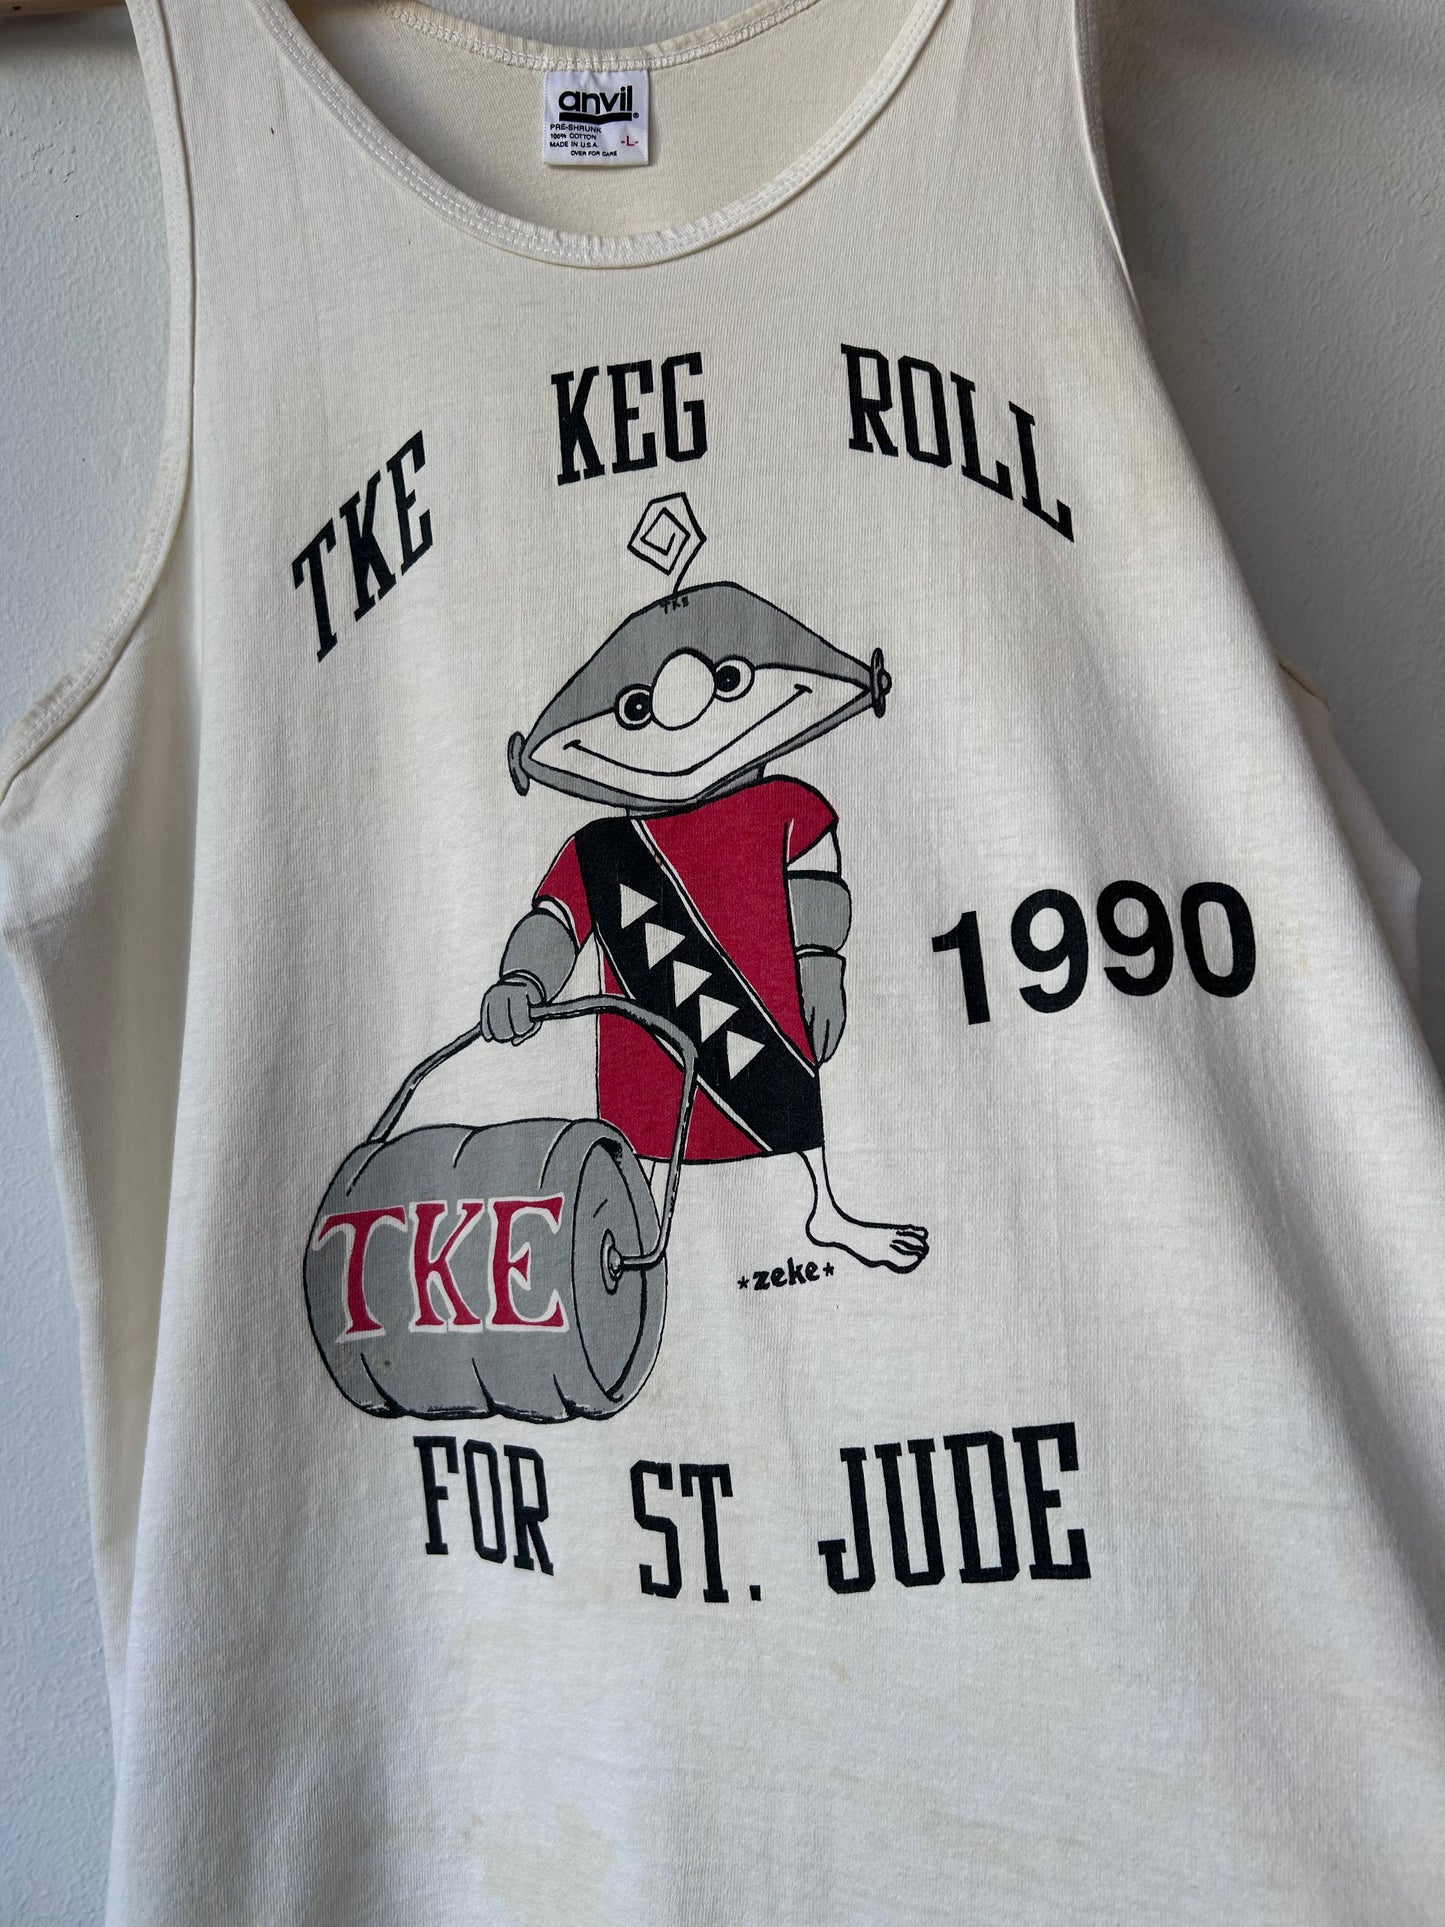 anvil®
PRE-SHRUNK
100% COTTON
MADE IN U.S.A. -L-
OVER FOR CARE
TKE KEG ROLL
TKE
1990
TKE
*zeke*
FOR ST. JUDE